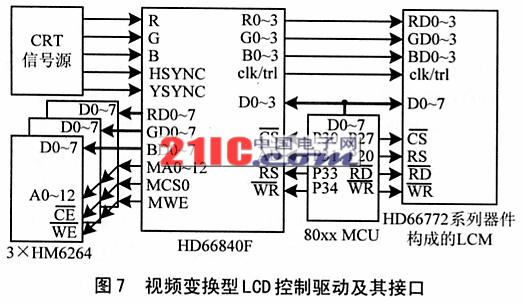 CRT
信号源
R
G
B
HSYNC
YSYNC
R0~3
G0~3
B0~3
clk/trl
D0~3
RD0~3
GD0~3
BD0~3
clk/trl
D0~7
D0~7
D0~7
D0~7
A0~12
CE
WE
3×HM6264
RD0~7
GD0~7
BD0~7
MA0~12
MCS0
MWE
CS
RS
WR
HD66840F
D0~7
P30
P27
P20
P33
RD
P34
WR
80xx MCU
CS
RS
RD
WR
HD66772系列器件
构成的LCM
21IC.com
中国电子网
图7 视频变换型LCD控制驱动及其接口